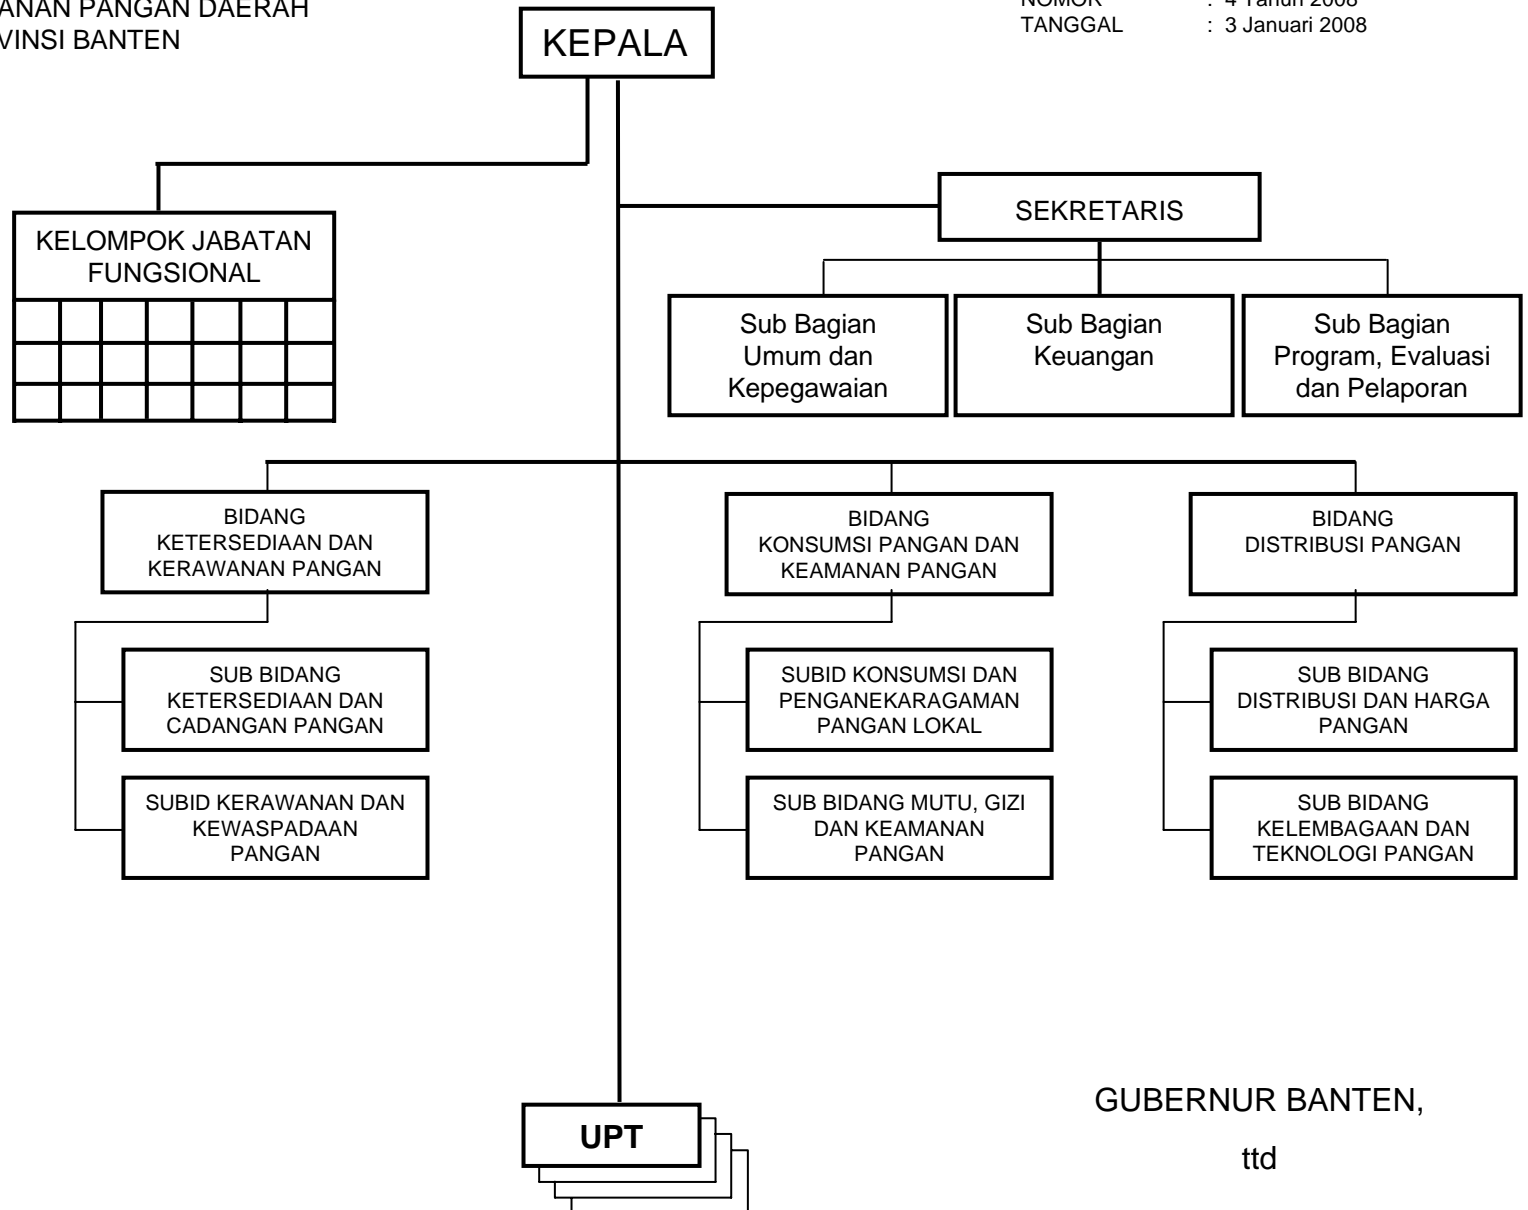 PANGAN DAERAH
BANTEN
NOMOR : 4 Tahun 2008
TANGGAL : 3 Januari 2008
KEPALA
SEKRETARIS
KELOMPOK JABATAN
FUNGSIONAL
Sub Bagian
Umum dan
Kepegawaian
Sub Bagian
Keuangan
Sub Bagian
Program, Evaluasi
dan Pelaporan
BIDANG
KETERSEDIAAN DAN
KERAWANAN PANGAN
BIDANG
KONSUMSI PANGAN DAN
KEAMANAN PANGAN
BIDANG
DISTRIBUSI PANGAN
SUB BIDANG
KETERSEDIAAN DAN
CADANGAN PANGAN
SUBID KONSUMSI DAN
PENGANEKARAGAMAN
PANGAN LOKAL
SUB BIDANG
DISTRIBUSI DAN HARGA
PANGAN
SUBID KERAWANAN DAN
KEWASPADAAN
PANGAN
SUB BIDANG MUTU, GIZI
DAN KEAMANAN
PANGAN
SUB BIDANG
KELEMBAGAAN DAN
TEKNOLOGI PANGAN
UPT
GUBERNUR BANTEN,
ttd